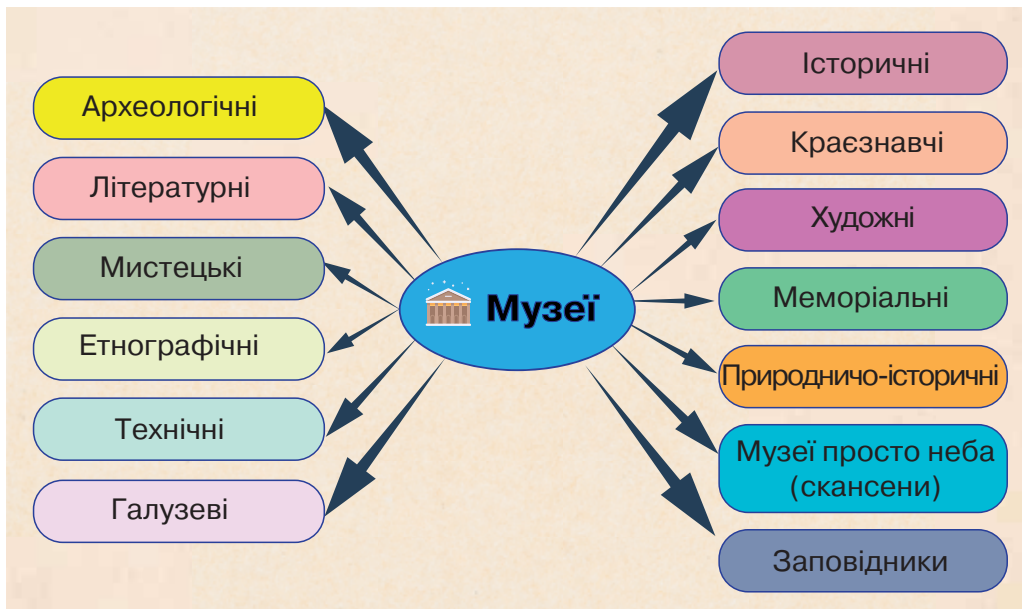 Археологічні
Літературні
Мистецькі
Етнографічні
Технічні
Галузеві
Музеї
Історичні
Краєзнавчі
Художні
Меморіальні
Природничо-історичні
Музеї просто неба
(скансени)
Заповідники